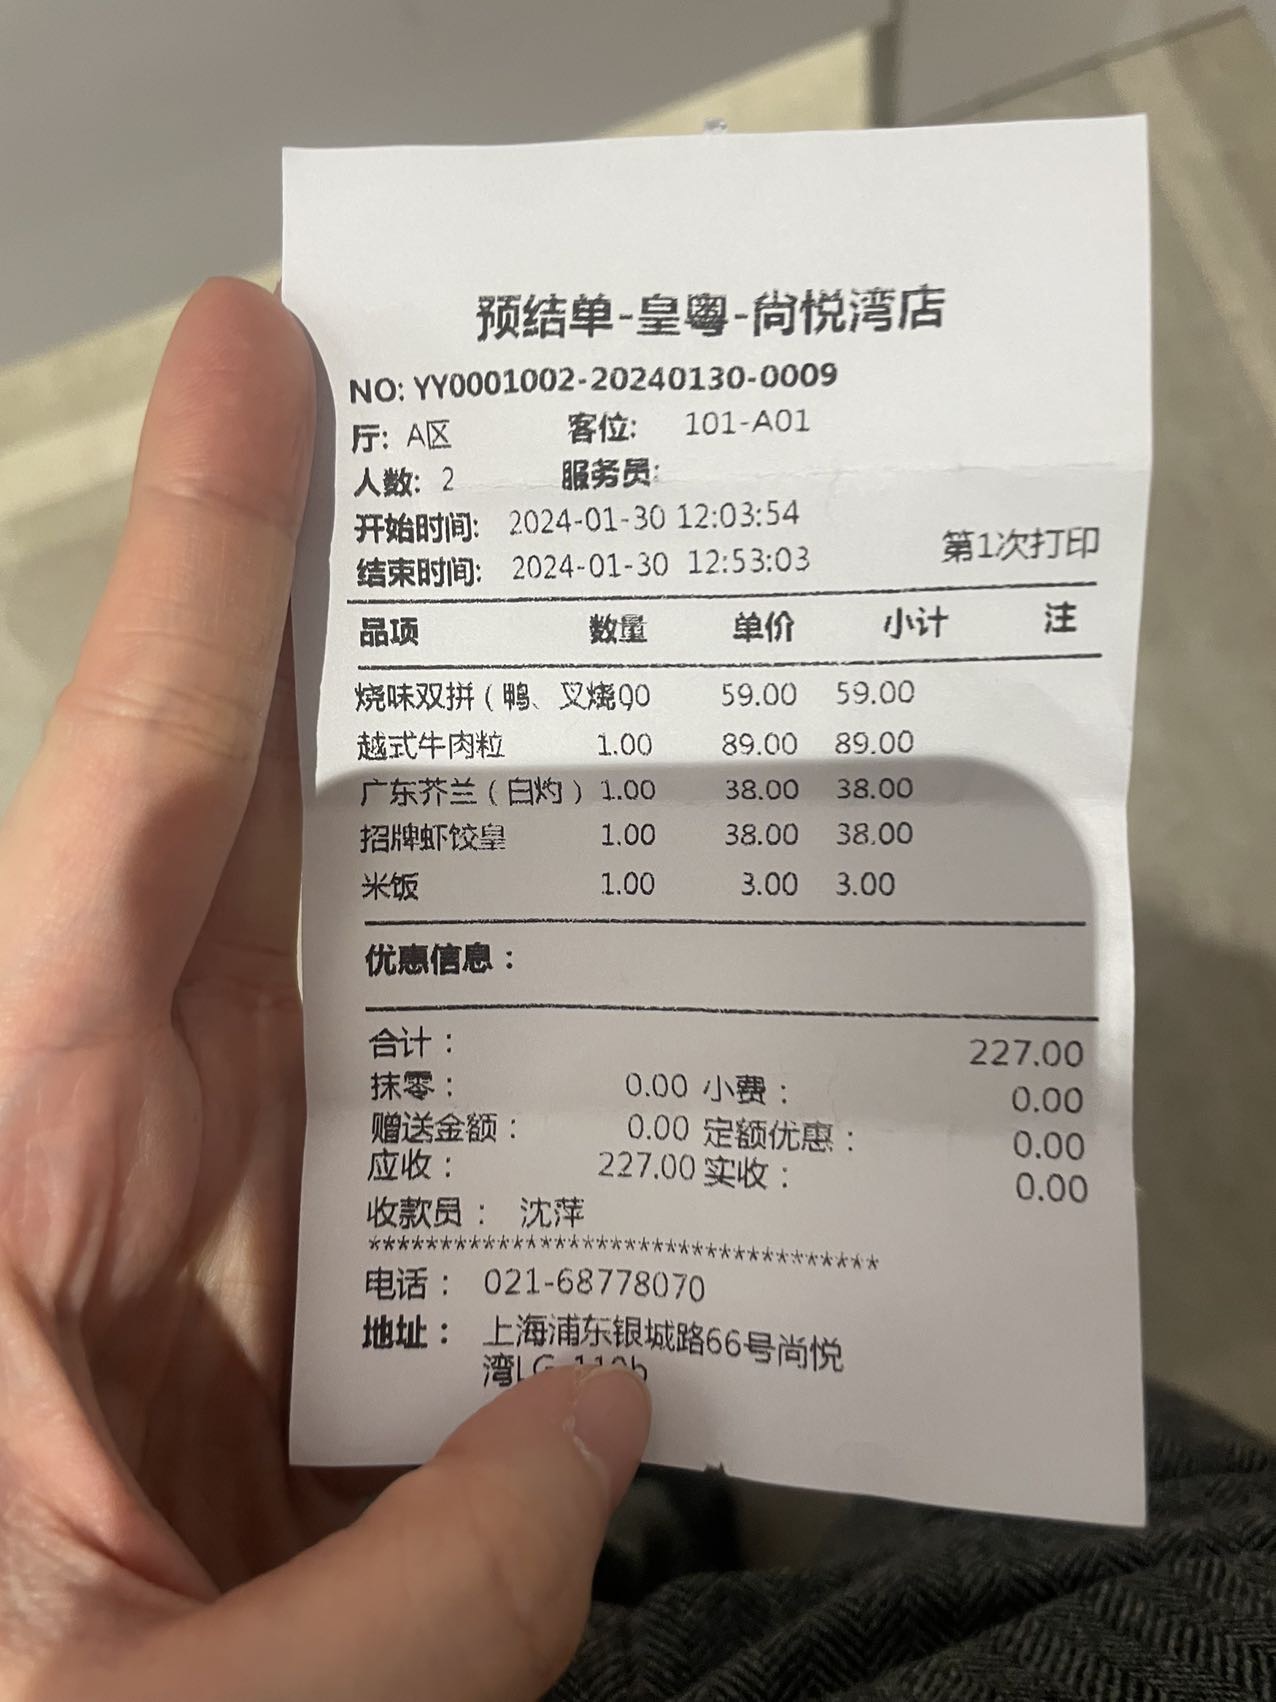 预结单-皇粤-尚悦湾店
NO: YY0001002-20240130-0009
厅: A区 客位: 101-A01
人数: 2 服务员:
开始时间: 2024-01-30 12:03:54
结束时间: 2024-01-30 12:53:03 第1次打印
品项 数量 单价 小计 注
烧味双拼（鸭、叉烧00 59.00 59.00
越式牛肉粒 1.00 89.00 89.00
广东芥兰（白灼） 1.00 38.00 38.00
招牌虾饺皇 1.00 38.00 38.00
米饭 1.00 3.00 3.00
优惠信息：
合计： 227.00
抹零： 0.00 小费： 0.00
赠送金额： 0.00 定额优惠： 0.00
应收： 227.00 实收： 0.00
收款员： 沈萍
************************************
电话： 021-68778070
地址： 上海浦东银城路66号尚悦
湾